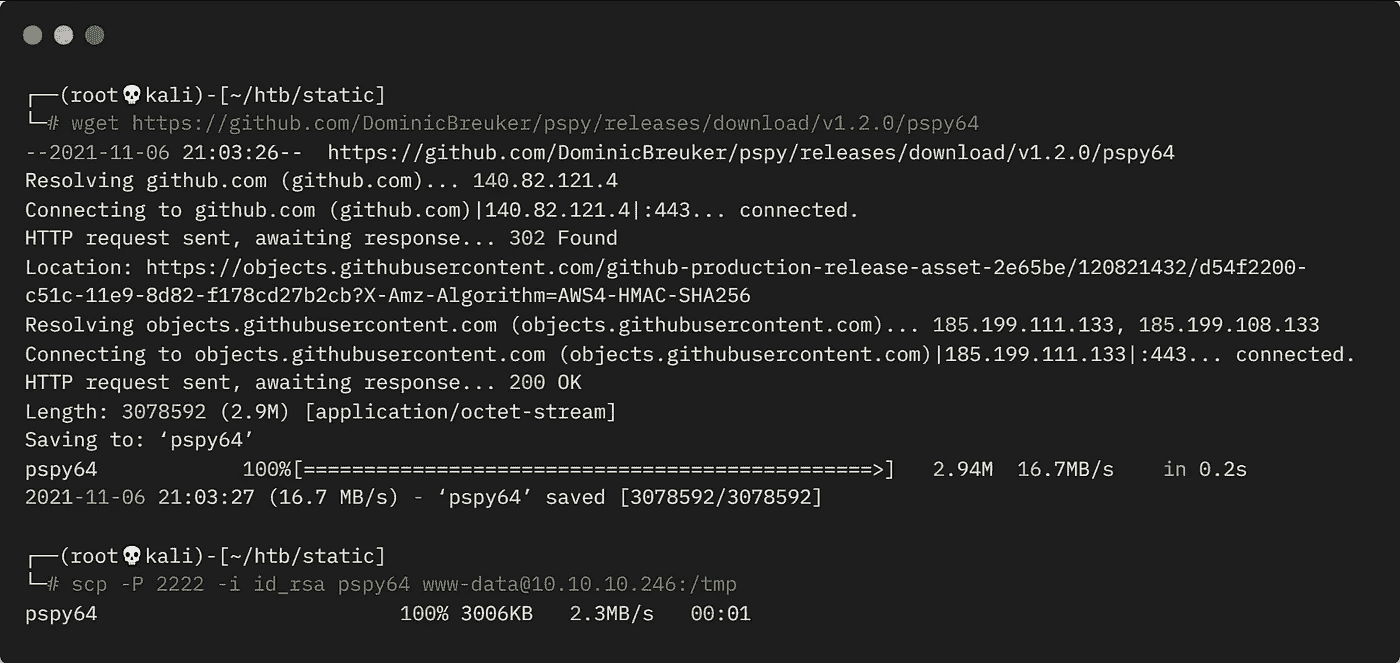 ┌──(root💀kali)-[~/htb/static]
└─# wget https://github.com/DominicBreuker/pspy/releases/download/v1.2.0/pspy64
--2021-11-06 21:03:26--  https://github.com/DominicBreuker/pspy/releases/download/v1.2.0/pspy64
Resolving github.com (github.com)... 140.82.121.4
Connecting to github.com (github.com)|140.82.121.4|:443... connected.
HTTP request sent, awaiting response... 302 Found
Location: https://objects.githubusercontent.com/github-production-release-asset-2e65be/120821432/d54f2200-
c51c-11e9-8d82-f178cd27b2cb?X-Amz-Algorithm=AWS4-HMAC-SHA256
Resolving objects.githubusercontent.com (objects.githubusercontent.com)... 185.199.111.133, 185.199.108.133
Connecting to objects.githubusercontent.com (objects.githubusercontent.com)|185.199.111.133|:443... connected.
HTTP request sent, awaiting response... 200 OK
Length: 3078592 (2.9M) [application/octet-stream]
Saving to: ‘pspy64’
pspy64            100%[===============================================>]   2.94M  16.7MB/s    in 0.2s
2021-11-06 21:03:27 (16.7 MB/s) - ‘pspy64’ saved [3078592/3078592]
┌──(root💀kali)-[~/htb/static]
└─# scp -P 2222 -i id_rsa pspy64 www-data@10.10.10.246:/tmp
pspy64                         100% 3006KB   2.3MB/s   00:01